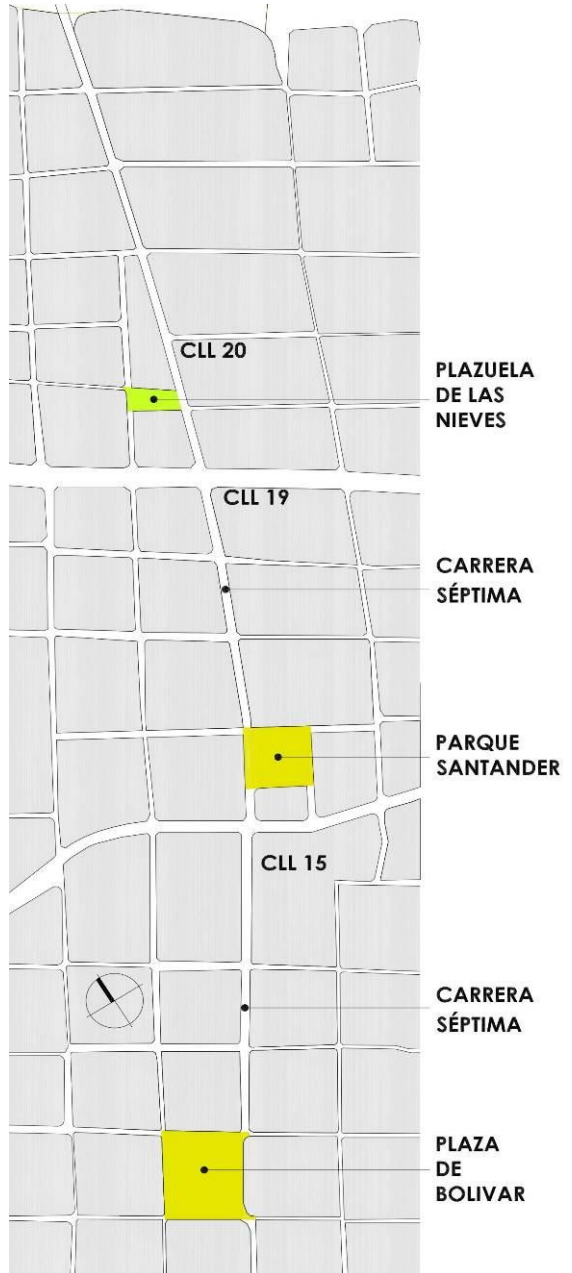 CLL 20
PLAZUELA
DE LAS
NIEVES
CLL 19
CARRERA
SÉPTIMA
PARQUE
SANTANDER
CLL 15
CARRERA
SÉPTIMA
PLAZA
DE
BOLIVAR